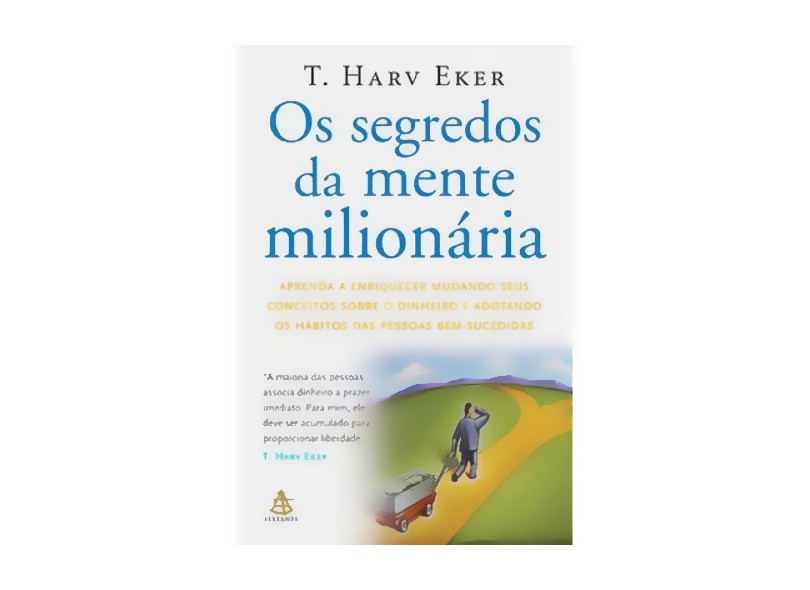 T. HARV EKER
Os segredos
da mente
milionária
APRENDA A ENRIQUECER MUDANDO SEUS
CONCEITOS SOBRE O DINHEIRO E ADOTANDO
OS HÁBITOS DAS PESSOAS BEM-SUCEDIDAS
"A maioria das pessoas
associa dinheiro a prazer
imediato. Para mim, ele
deve ser acumulado para
proporcionar liberdade
T. HARV EKER
SEXTANTE